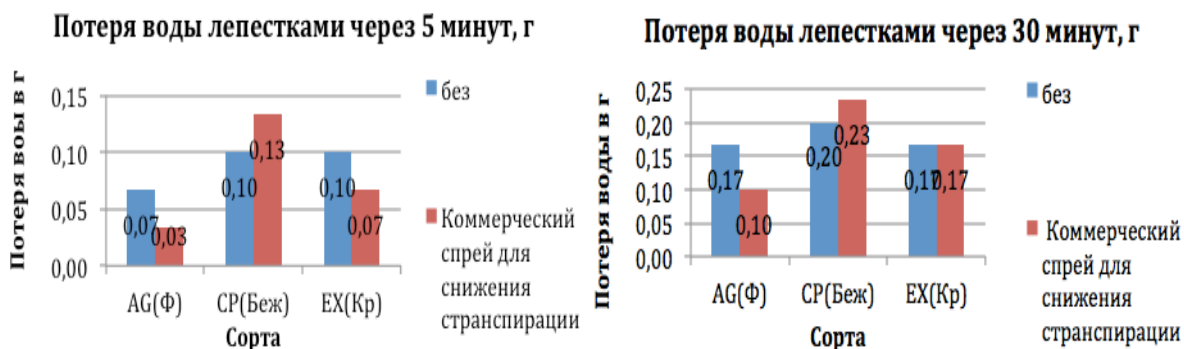 Потеря воды лепестками через 5 минут, г
Потеря воы в г
0,15
0,10
0,05
0,00
0,07
0,03
0,10
0,13
0,10
0,07
AG(Ф)
CP(Беж)
EX(Кр)
Сорта
без
Коммерческий
спрей для
снижения
странспирации
Потеря воды лепестками через 30 минут, г
Потеря воды в г
0,25
0,20
0,15
0,10
0,05
0,00
0,17
0,10
0,20
0,23
0,17
0,17
AG(Ф)
CP(Беж)
EX(Кр)
Сорта
без
Коммерческий
спрей для
снижения
странспирации